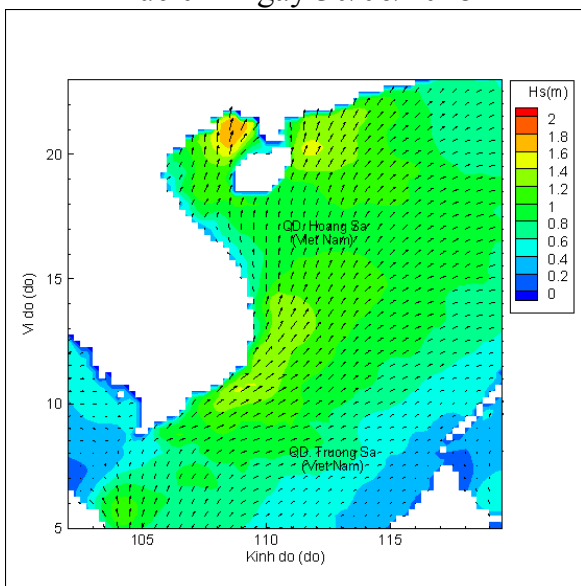 Hs(m)
2
1.8
1.6
1.4
1.2
1
0.8
0.6
0.4
0.2
0
20
15
10
5
Vi do (do)
QD. Hoang Sa
(Viet Nam)
QD. Truong Sa
(Viet Nam)
105
110
115
Kinh do (do)